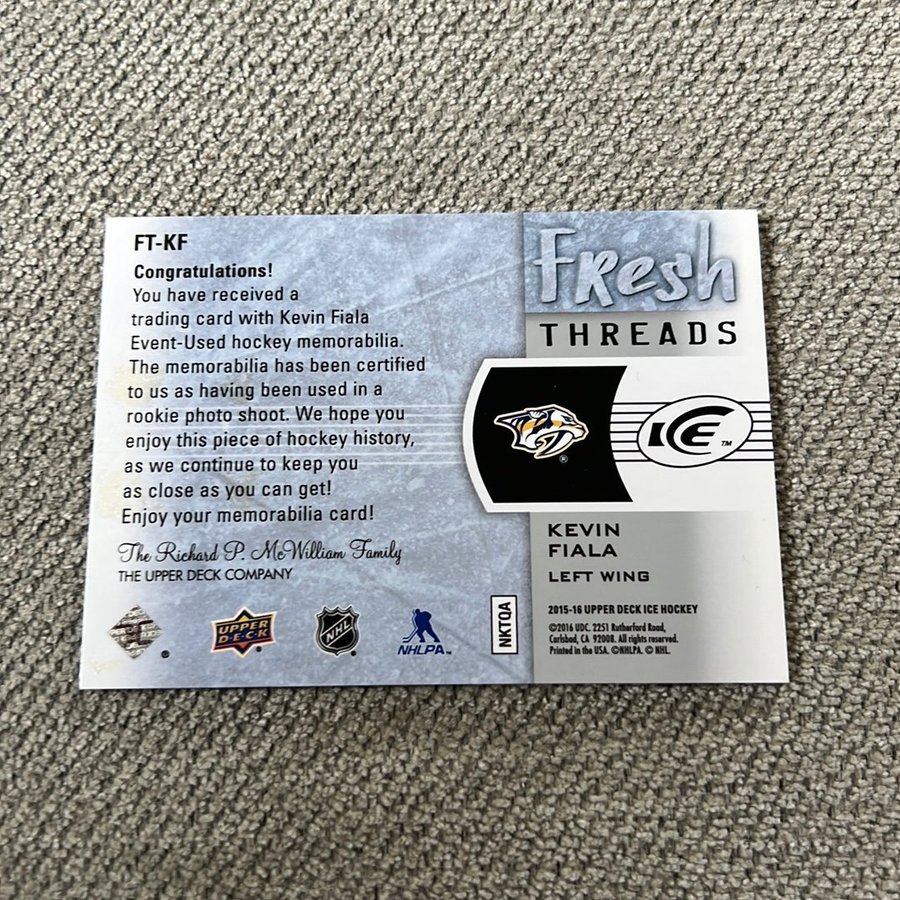 FT-KF
Congratulations!
You have received a
trading card with Kevin Fiala
Event-Used hockey memorabilia.
The memorabilia has been certified
to us as having been used in a
rookie photo shoot. We hope you
enjoy this piece of hockey history,
as we continue to keep you
as close as you can get!
Enjoy your memorabilia card!
The Richard P. McWilliam Family
THE UPPER DECK COMPANY
®
UPPER
D·E·C·K
NHL
NHLPA™
NKTQA
Fresh
THREADS
®
ICE™
KEVIN
FIALA
LEFT WING
2015-16 UPPER DECK ICE HOCKEY
©2016 UDC. 2251 Rutherford Road,
Carlsbad, CA 92008. All rights reserved.
Printed in the USA. ©NHLPA. © NHL.